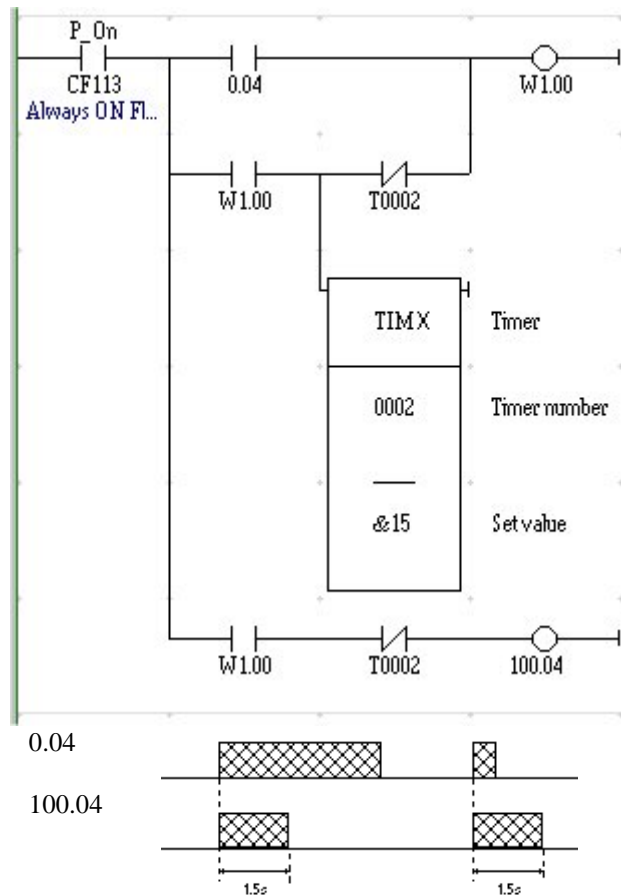 P_On
CF113
Always ON Fl...
0.04
W1.00
W1.00
T0002
TIMX
Timer
0002
Timer number
&15
Set value
W1.00
T0002
100.04
0.04
100.04
1.5s
1.5s